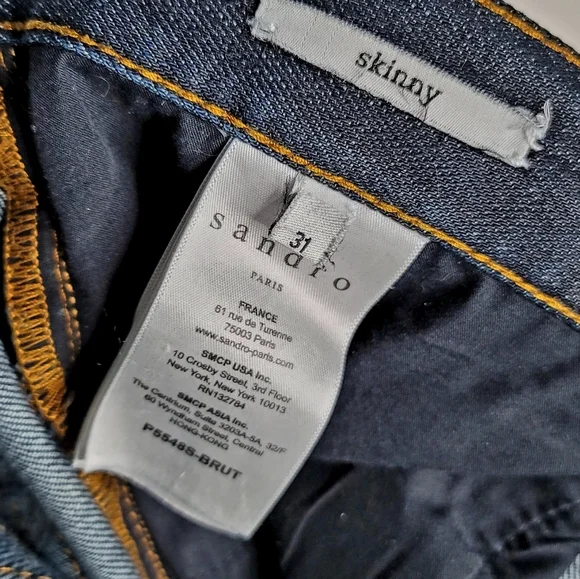 skinny
31
sandro
PARIS
FRANCE
61 rue de Turenne
75003 Paris
www.sandro-paris.com
SMCP USA Inc.
10 Crosby Street, 3rd Floor
New York, New York 10013
RN132784
SMCP ASIA Inc.
The Centrium, Suite 3203A-5A, 32/F
60 Wyndham Street, Central
HONG-KONG
P5548S-BRUT